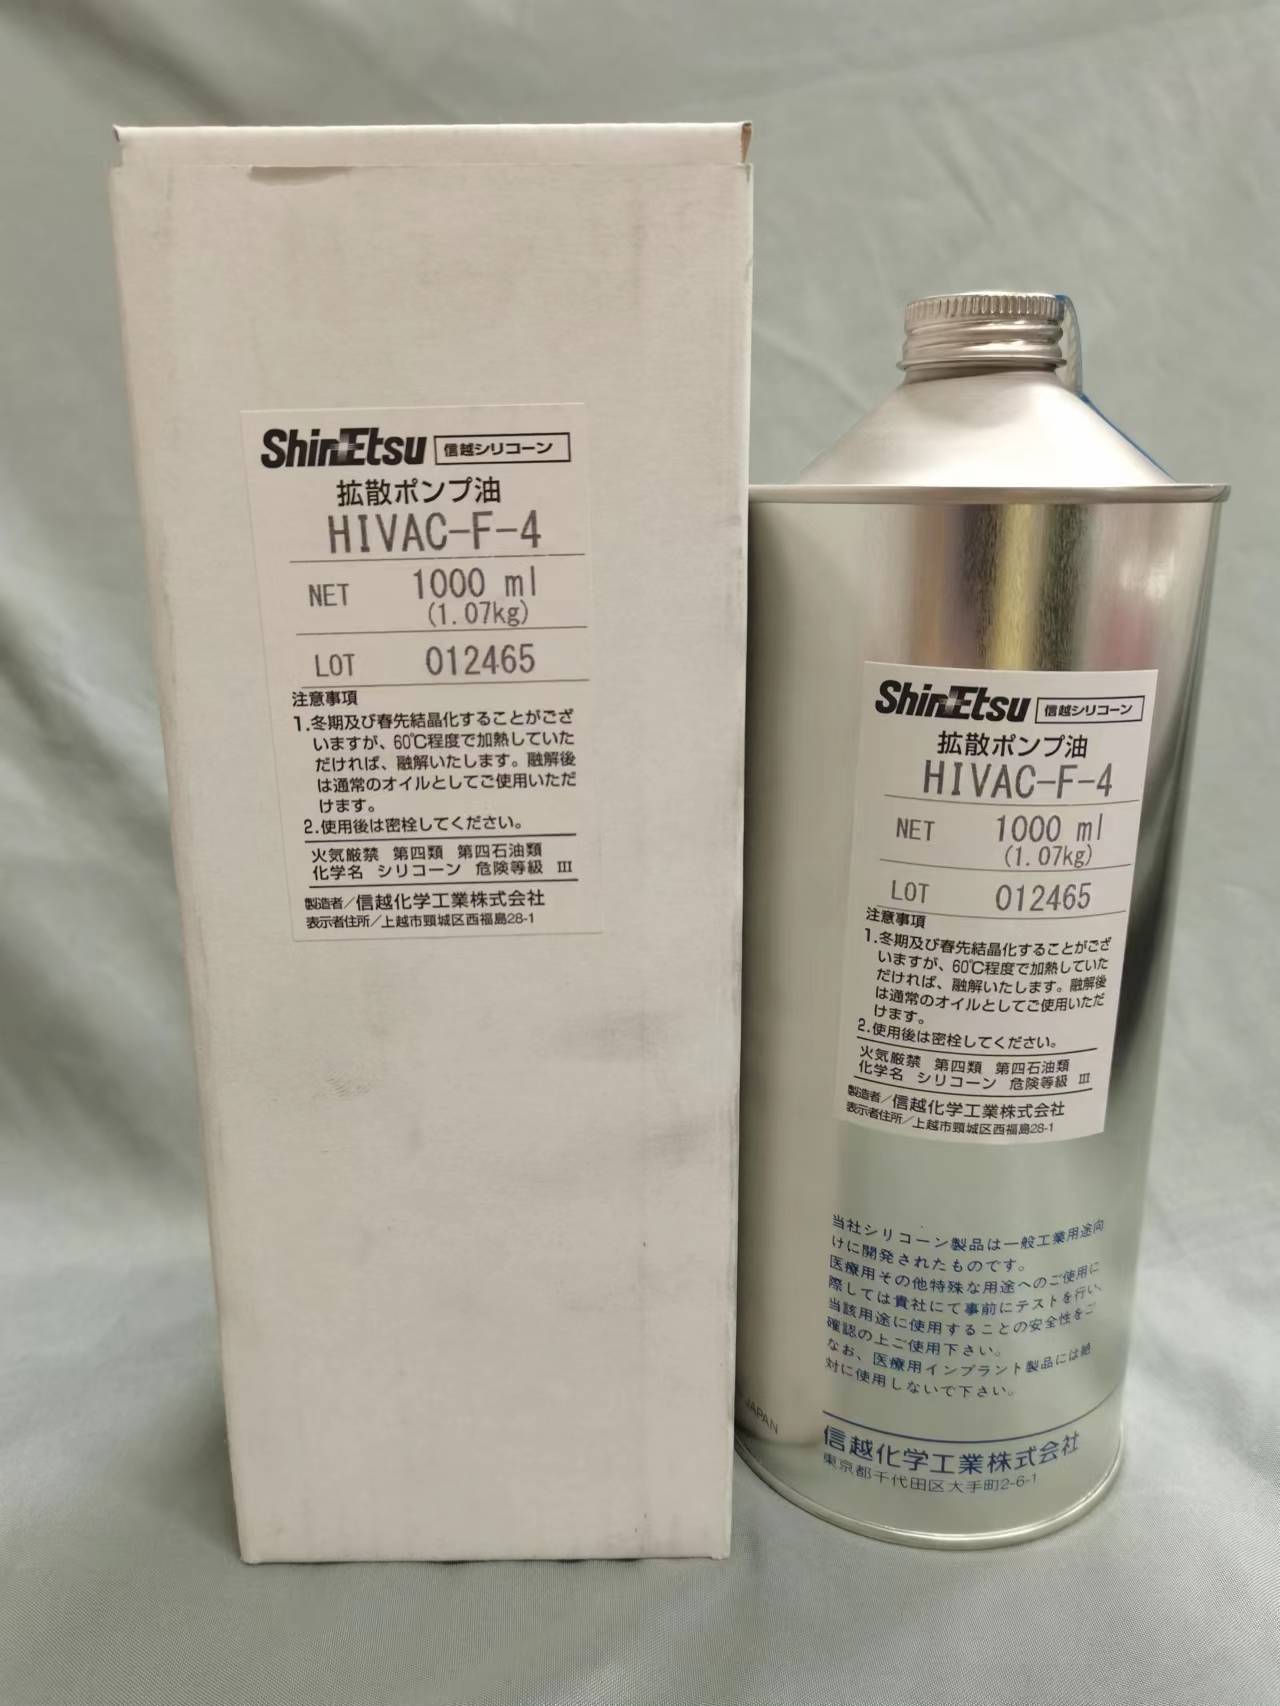 ShinEtsu 信越シリコーン
拡散ポンプ油
HIVAC-F-4
NET 1000 ml
(1.07kg)
LOT 012465
注意事項
1.冬期及び春先結晶化することがござ
いますが、60℃程度で加熱していた
だければ、融解いたします。融解後
は通常のオイルとしてご使用いただ
けます。
2.使用後は密栓してください。
火気厳禁 第四類 第四石油類
化学名 シリコーン 危険等級 III
製造者/信越化学工業株式会社
表示者住所/上越市頸城区西福島28-1
ShinEtsu 信越シリコーン
拡散ポンプ油
HIVAC-F-4
NET 1000 ml
(1.07kg)
LOT 012465
注意事項
1.冬期及び春先結晶化することがござ
いますが、60℃程度で加熱していた
だければ、融解いたします。融解後
は通常のオイルとしてご使用いただ
けます。
2.使用後は密栓してください。
火気厳禁 第四類 第四石油類
化学名 シリコーン 危険等級 III
製造者/信越化学工業株式会社
表示者住所/上越市頸城区西福島28-1
当社シリコーン製品は一般工業用途向
けに開発されたものです。
医療用その他特殊な用途へのご使用に
際しては貴社にて事前にテストを行い、
当該用途に使用することの安全性をご
確認の上ご使用下さい。
なお、医療用インプラント製品には絶
対に使用しないで下さい。
JAPAN
信越化学工業株式会社
東京都千代田区大手町2-6-1